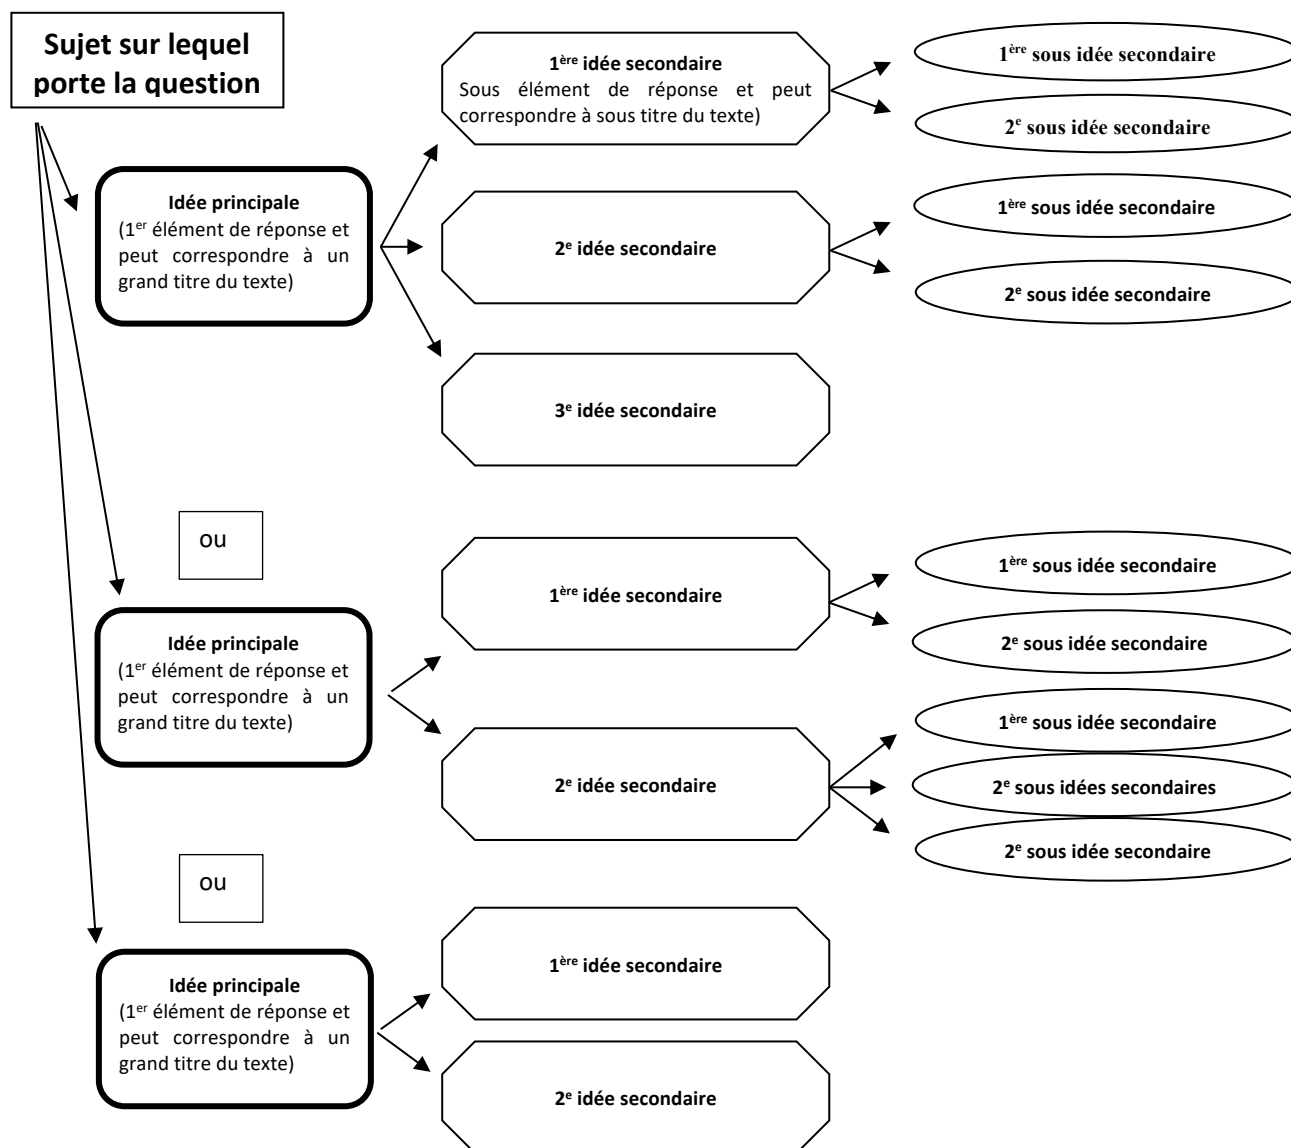 Sujet sur lequel
porte la question
1ère idée secondaire
Sous élément de réponse et peut
correspondre à sous titre du texte)
1ère sous idée secondaire
2e sous idée secondaire
Idée principale
(1er élément de réponse et
peut correspondre à un
grand titre du texte)
2e idée secondaire
1ère sous idée secondaire
2e sous idée secondaire
3e idée secondaire
ou
Idée principale
(1er élément de réponse et
peut correspondre à un
grand titre du texte)
1ère idée secondaire
1ère sous idée secondaire
2e sous idée secondaire
2e idée secondaire
1ère sous idée secondaire
2e sous idées secondaires
2e sous idée secondaire
ou
Idée principale
(1er élément de réponse et
peut correspondre à un
grand titre du texte)
1ère idée secondaire
2e idée secondaire